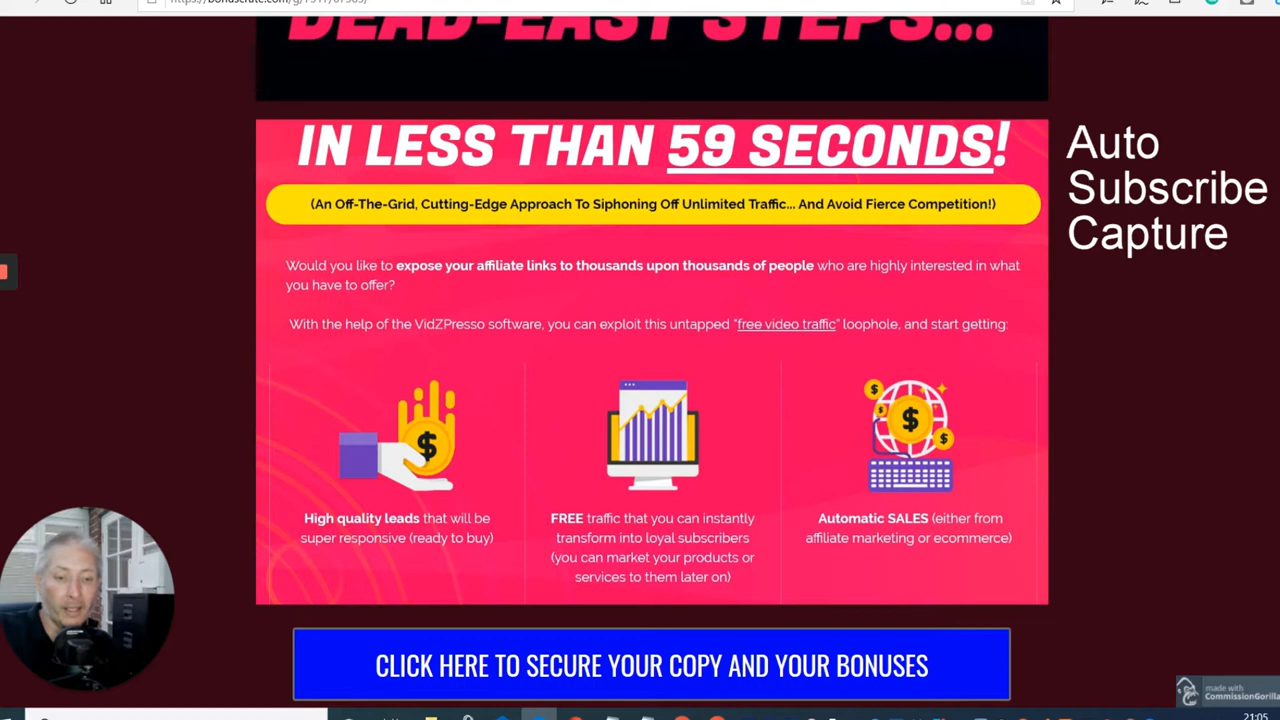 DEAD-EASY STEPS...
IN LESS THAN 59 SECONDS!
(An Off-The-Grid, Cutting-Edge Approach To Siphoning Off Unlimited Traffic... And Avoid Fierce Competition!)
Would you like to expose your affiliate links to thousands upon thousands of people who are highly interested in what
you have to offer?
With the help of the VidZPresso software, you can exploit this untapped "free video traffic" loophole, and start getting:
High quality leads that will be
super responsive (ready to buy)
FREE traffic that you can instantly
transform into loyal subscribers
(you can market your products or
services to them later on)
Automatic SALES (either from
affiliate marketing or ecommerce)
CLICK HERE TO SECURE YOUR COPY AND YOUR BONUSES
Auto
Subscribe
Capture
made with
CommissionGorilla
21:05